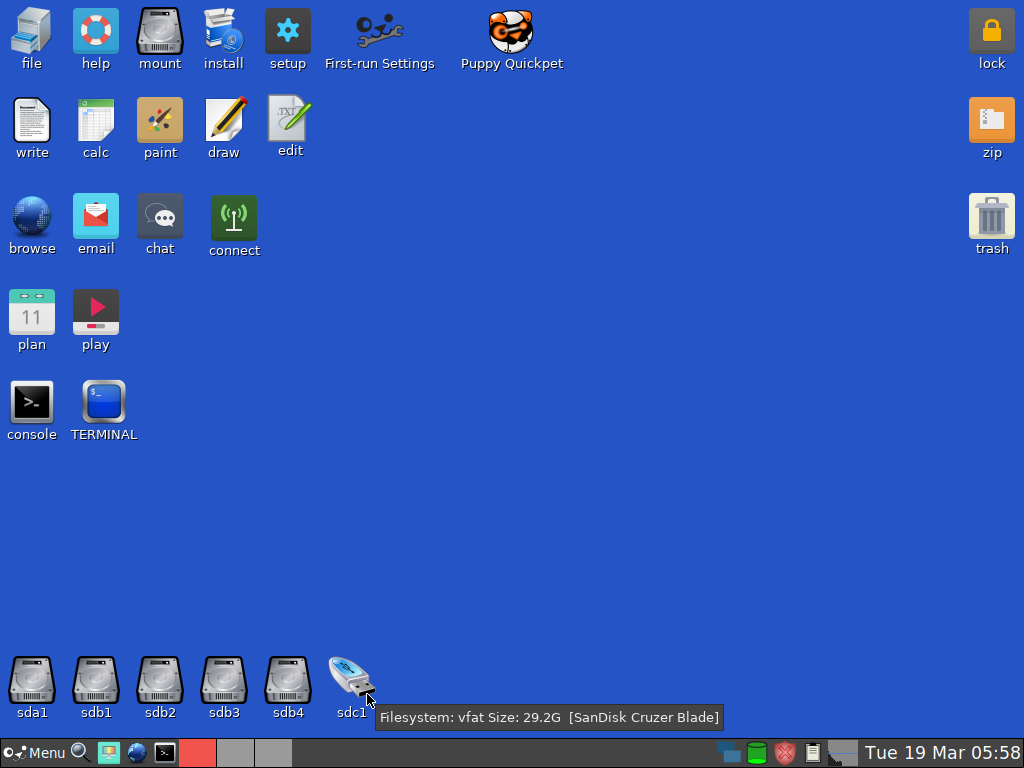 file help mount install setup First-run Settings Puppy Quickpet lock
Document
.TXT
write calc paint draw edit zip
browse email chat connect trash
11
plan play
>_
$_
console TERMINAL
sda1 sdb1 sdb2 sdb3 sdb4 sdc1
Filesystem: vfat Size: 29.2G [SanDisk Cruzer Blade]
Menu >_ Tue 19 Mar 05:58